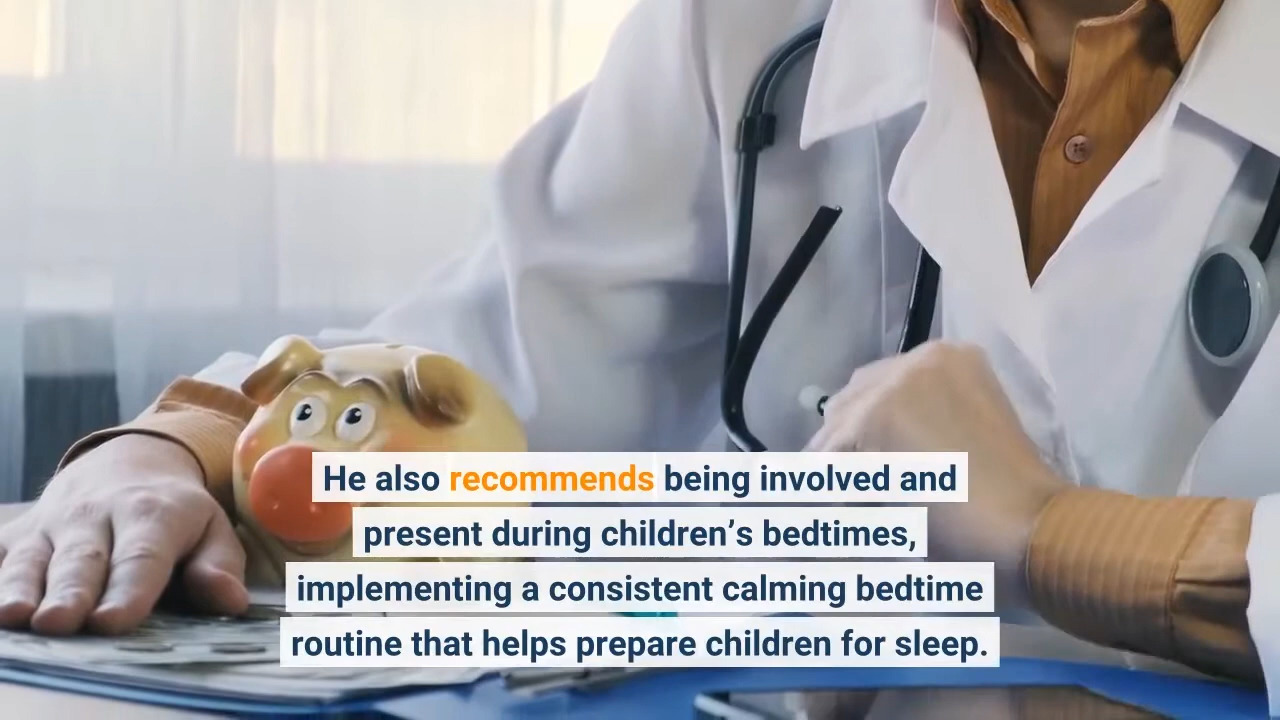 He also recommends being involved and
present during children’s bedtimes,
implementing a consistent calming bedtime
routine that helps prepare children for sleep.